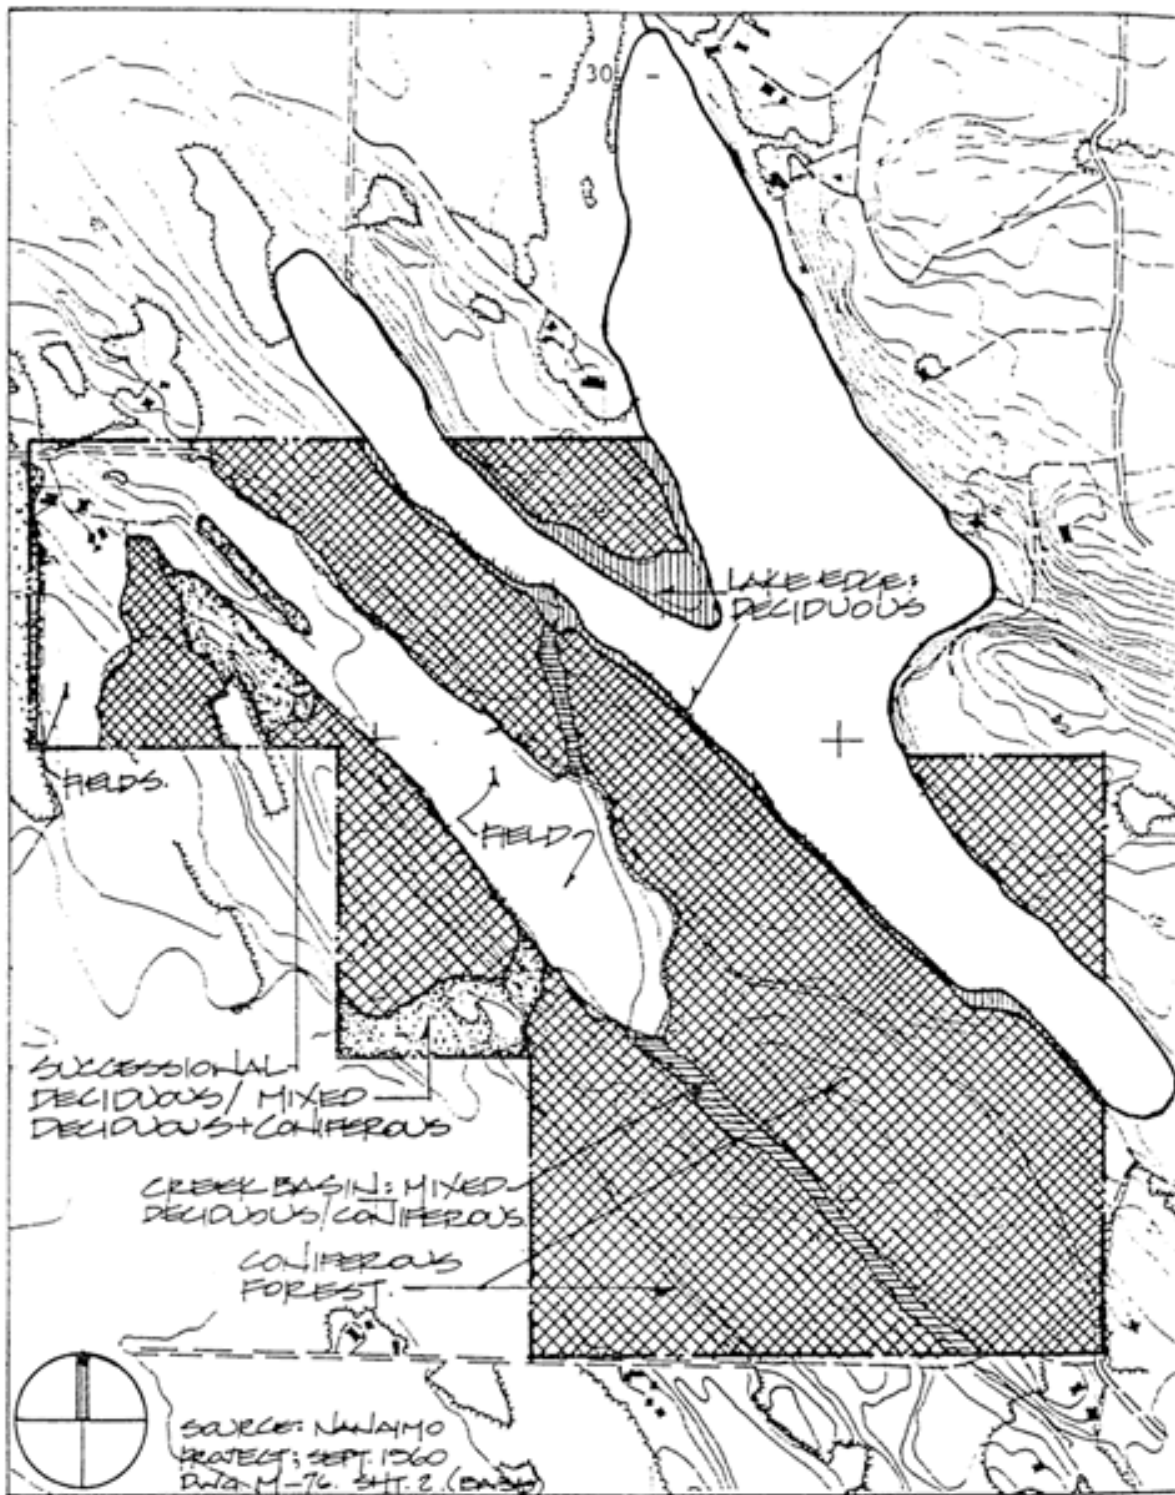 - 30 -
LAKE EDGE:
DECIDUOUS
FIELDS.
FIELD
SUCCESSIONAL
DECIDUOUS / MIXED
DECIDUOUS + CONIFEROUS
CREEK BASIN: MIXED
DECIDUSUS/CONIFEROUS.
CONIFEROUS
FOREST.
SOURCE: NANAIMO
PROJECT; SEPT. 1960
DWG. M-76. SHT. 2. (BASE)